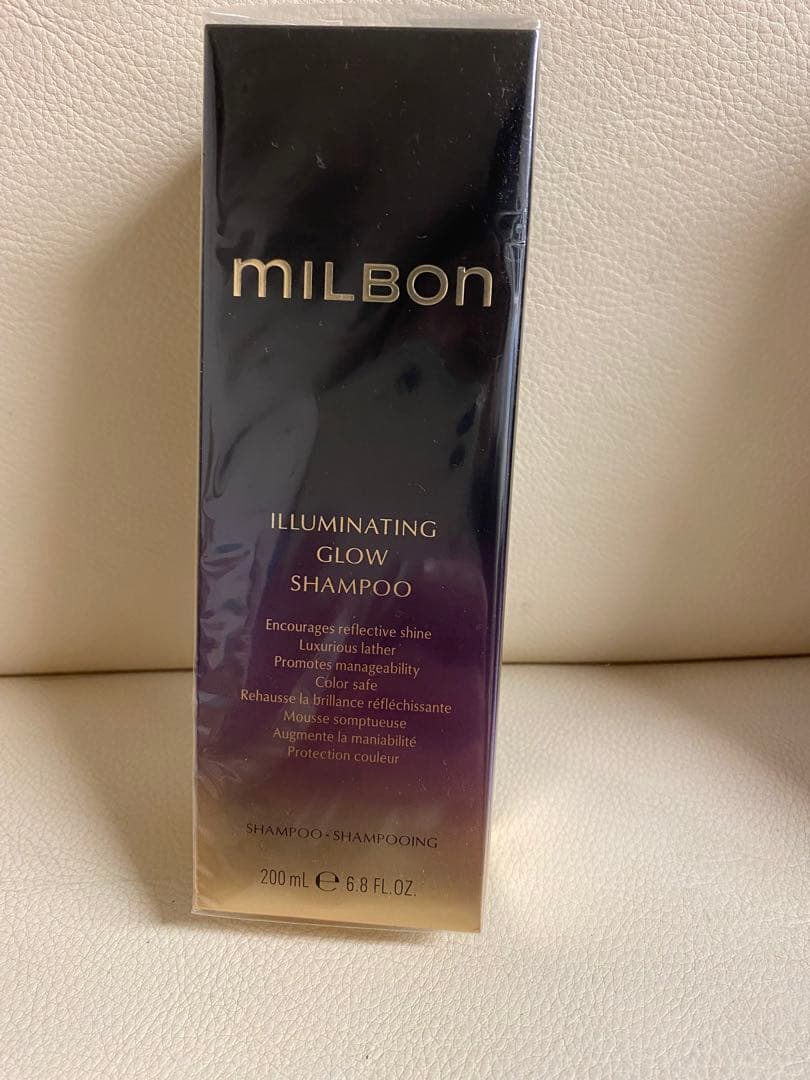 mILBOn
ILLUMINATING
GLOW
SHAMPOO
Encourages reflective shine
Luxurious lather
Promotes manageability
Color safe
Rehausse la brillance réfléchissante
Mousse somptueuse
Augmente la maniabilité
Protection couleur
SHAMPOO - SHAMPOOING
200 mL ℮ 6.8 FL.OZ.